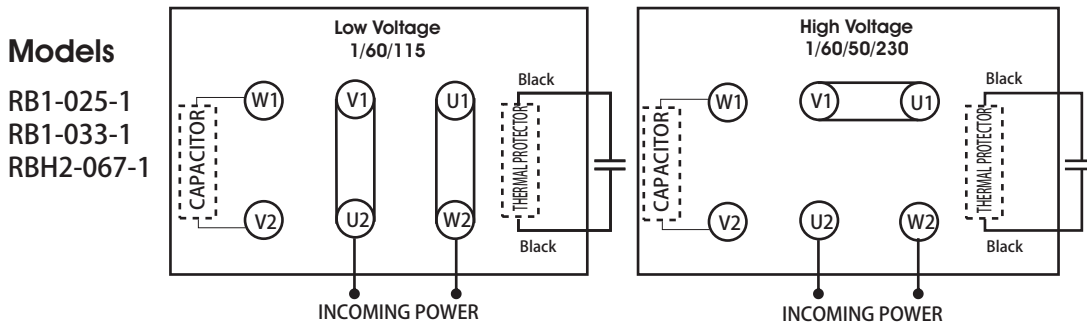 Models
RB1-025-1
RB1-033-1
RBH2-067-1
Low Voltage
1/60/115
CAPACITOR
W1
V1
U1
V2
U2
W2
THERMAL PROTECTOR
Black
Black
INCOMING POWER
High Voltage
1/60/50/230
CAPACITOR
W1
V1
U1
V2
U2
W2
THERMAL PROTECTOR
Black
Black
INCOMING POWER